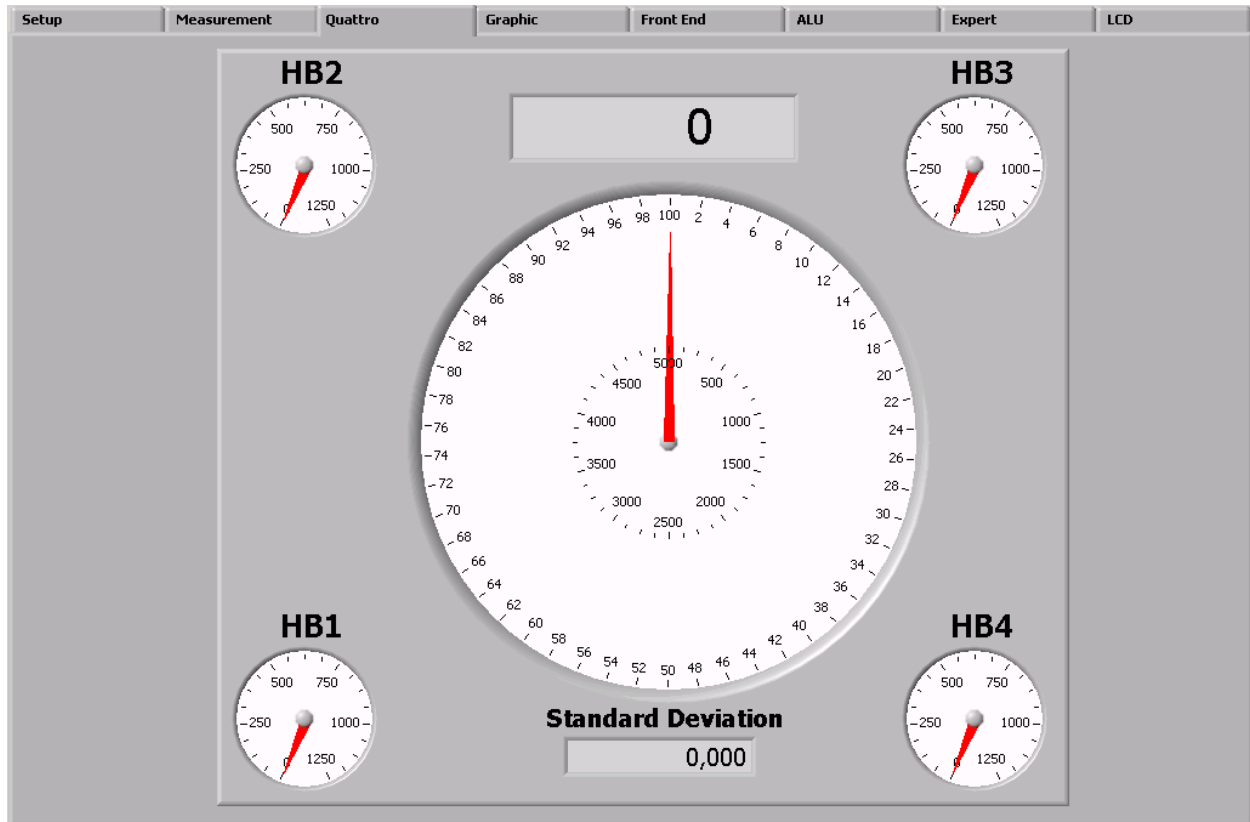 Setup Measurement Quattro Graphic Front End ALU Expert LCD
HB2
500 750
250 1000
0 1250
0
HB3
500 750
250 1000
0 1250
100 2 4 6 8 10 12 14 16 18 20 22 24 26 28 30 32 34 36 38 40 42 44 46 48 50 52 54 56 58 60 62 64 66 68 70 72 74 76 78 80 82 84 86 88 90 92 94 96 98
5000 500 1000 1500 2000 2500 3000 3500 4000 4500
HB1
500 750
250 1000
0 1250
HB4
500 750
250 1000
0 1250
Standard Deviation
0,000